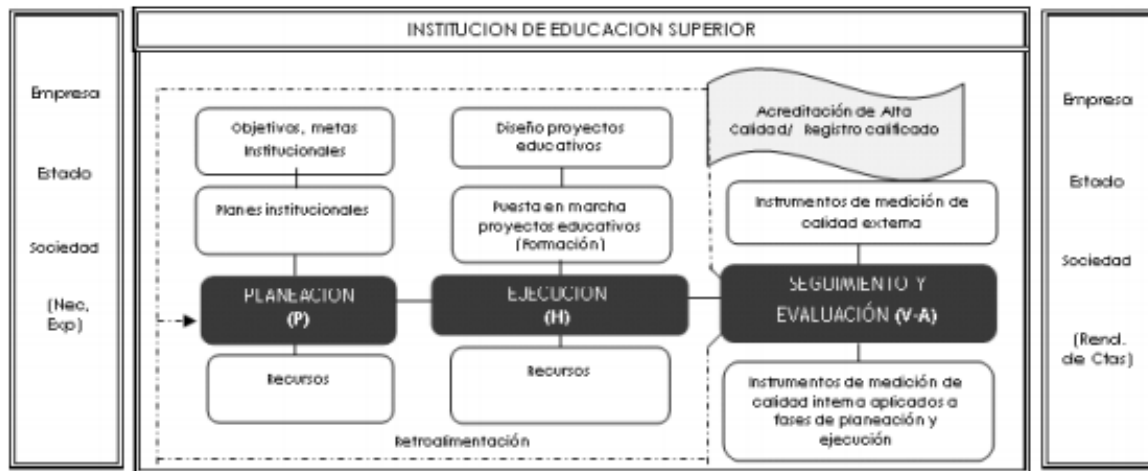 INSTITUCION DE EDUCACION SUPERIOR
Empresa
Estado
Sociedad
(Nec,
Exp)
Objetivos, metas
Institucionales
Planes institucionales
PLANEACION
(P)
Recursos
Diseño proyectos
educativos
Puesta en marcha
proyectos educativos
(Formación)
EJECUCION
(H)
Recursos
Retroalimentación
Acreditación de Alta
Calidad/ Registro calificado
Instrumentos de medición de
calidad externa
SEGUIMIENTO Y
EVALUACIÓN (V-A)
Instrumentos de medición de
calidad interna aplicados a
fases de planeación y
ejecución
Empresa
Estado
Sociedad
(Rend.
de Ctas)